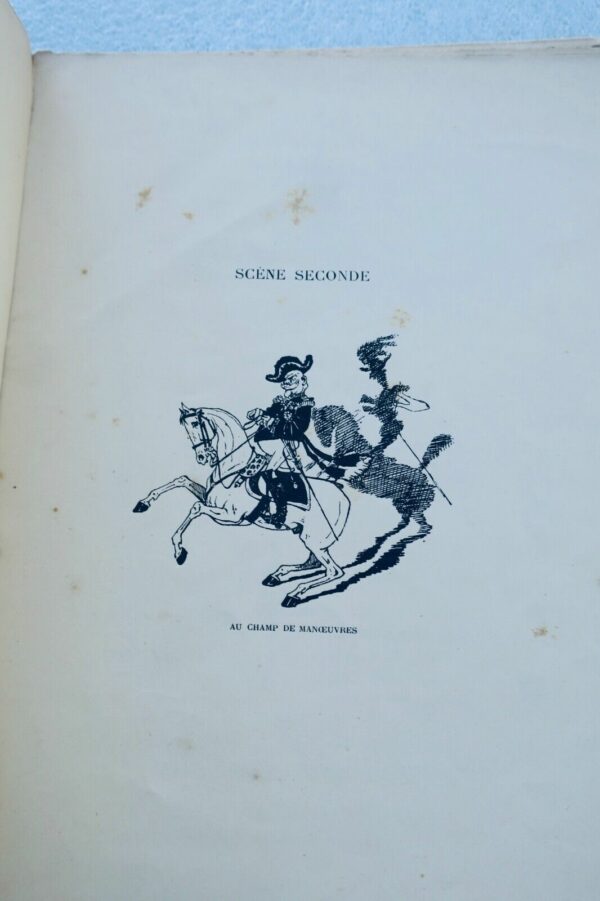 SCÈNE SECONDE
AU CHAMP DE MANŒUVRES